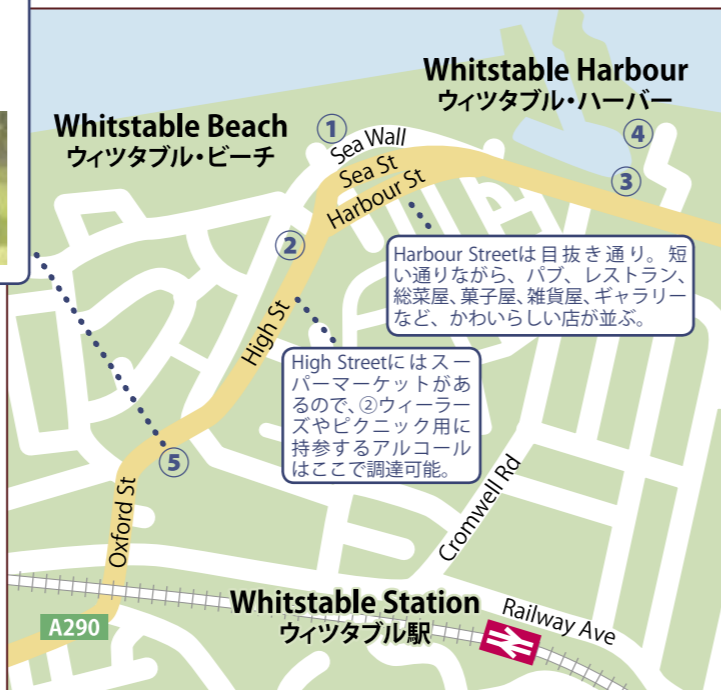 Whitstable Harbour
ウィツタブル・ハーバー
Whitstable Beach
ウィツタブル・ビーチ
①
④
Sea Wall
Sea St
Harbour St
③
②
Harbour Streetは目抜き通り。短
い通りながら、パブ、レストラン、
総菜屋、菓子屋、雑貨屋、ギャラリー
など、かわいらしい店が並ぶ。
High St
High Streetにはスー
パーマーケットがあ
るので、②ウィーラー
ズやピクニック用に
持参するアルコール
はここで調達可能。
⑤
Oxford St
Cromwell Rd
Whitstable Station
ウィツタブル駅
Railway Ave
A290